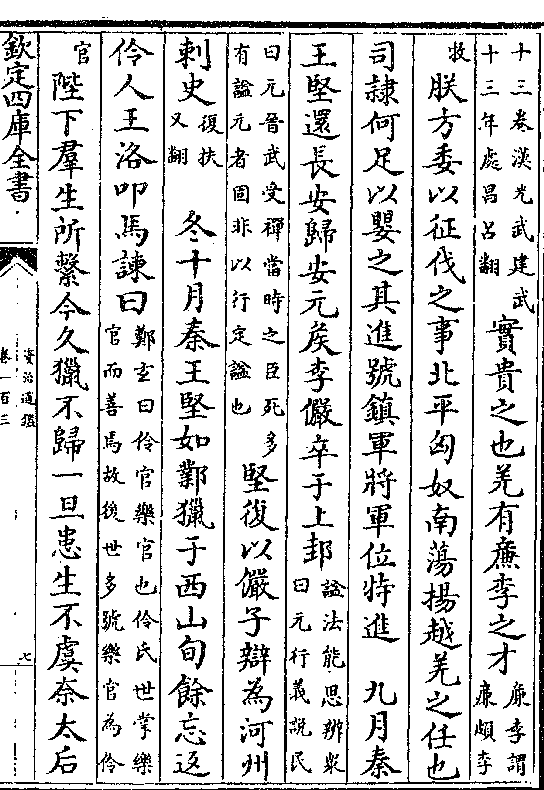 十三卷漢光武建武
十三年處昌呂翻
實貴之也羌有㢘李之才
㢘李謂
㢘頗李
牧
朕方委以征伐之事北平匈奴南蕩揚越羌之任也
司隸何足以嬰之其進號鎮軍將軍位特進 九月秦
王堅還長安歸安元矦李儼卒于上邽
諡法能思辨衆
曰元行義説民
曰元晉武受禪當時之臣死多
有諡元者固非以行定諡也
堅復以儼子辯為河州
刺史
復扶
又翻
冬十月秦王堅如鄴獵于西山旬餘忘返
伶人王洛叩馬諫曰
鄭玄曰伶官樂官也伶氏世掌樂
官而善焉故後世多號樂官為伶
官
陛下羣生所繫今久獵不歸一旦患生不虞奈太后
欽定四庫全書
資治通鑑
卷一百三
七